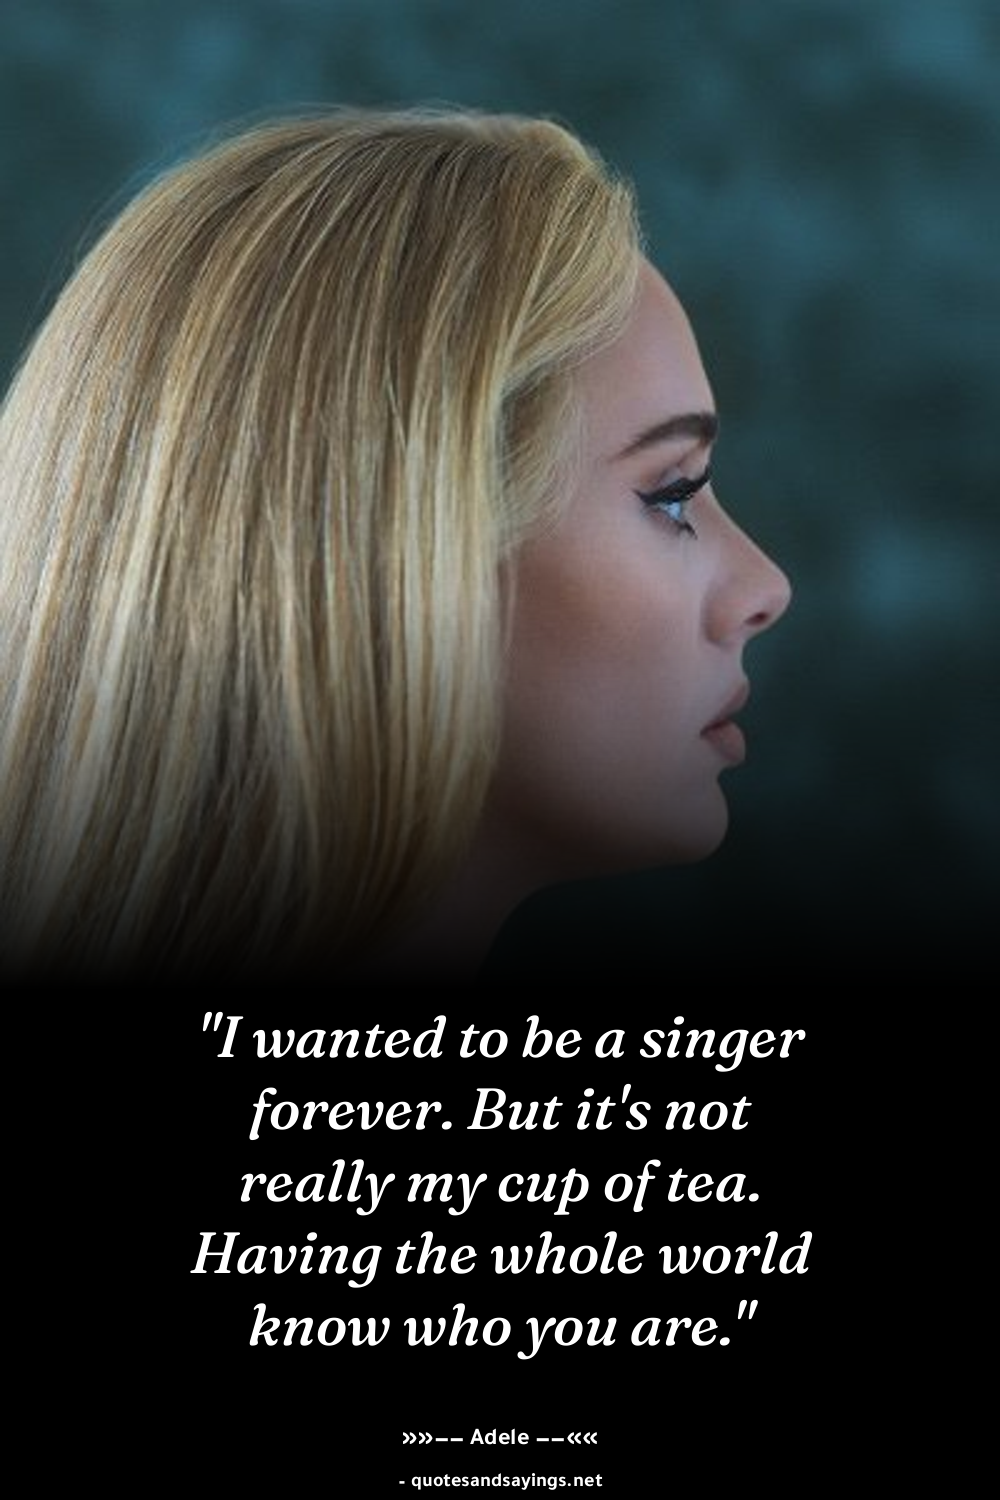 "I wanted to be a singer
forever. But it's not
really my cup of tea.
Having the whole world
know who you are."
»»–– Adele ––««
- quotesandsayings.net